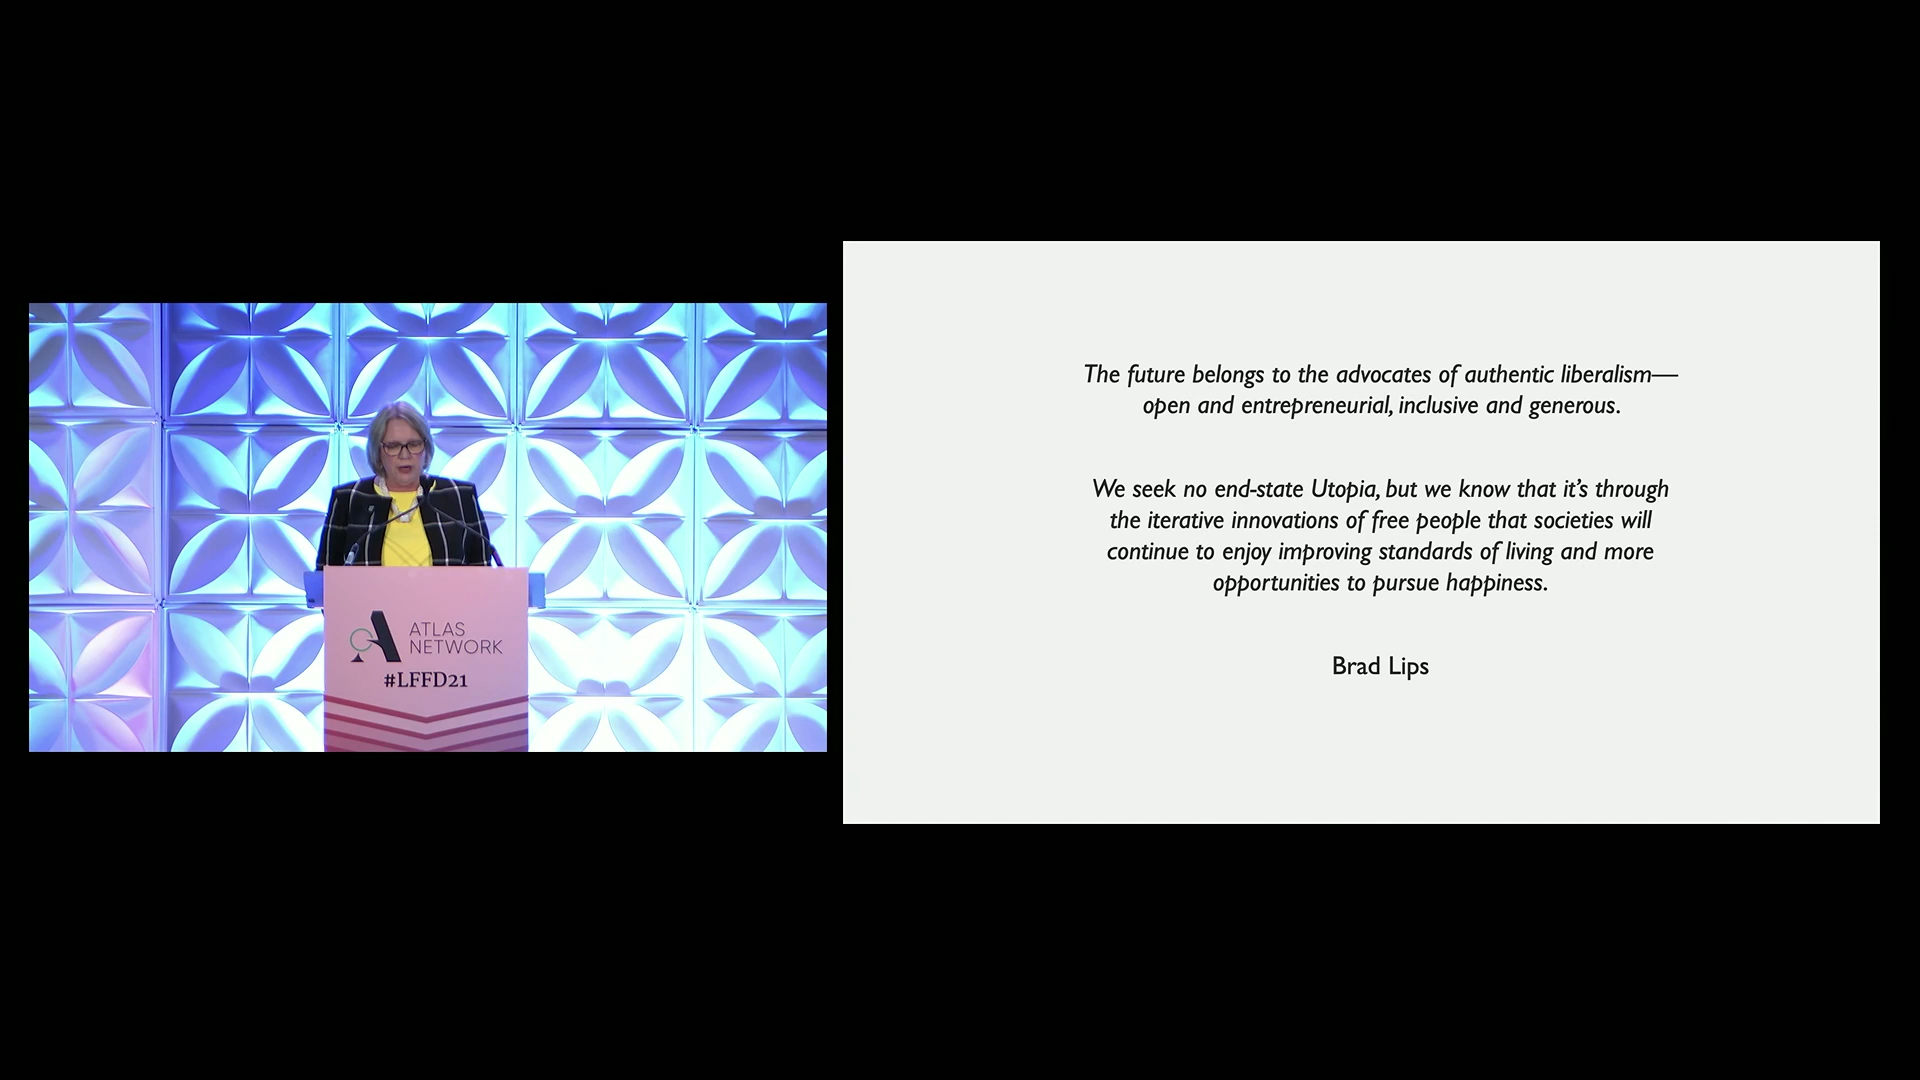 ATLAS
NETWORK
#LFFD21
The future belongs to the advocates of authentic liberalism—
open and entrepreneurial, inclusive and generous.
We seek no end-state Utopia, but we know that it’s through
the iterative innovations of free people that societies will
continue to enjoy improving standards of living and more
opportunities to pursue happiness.
Brad Lips